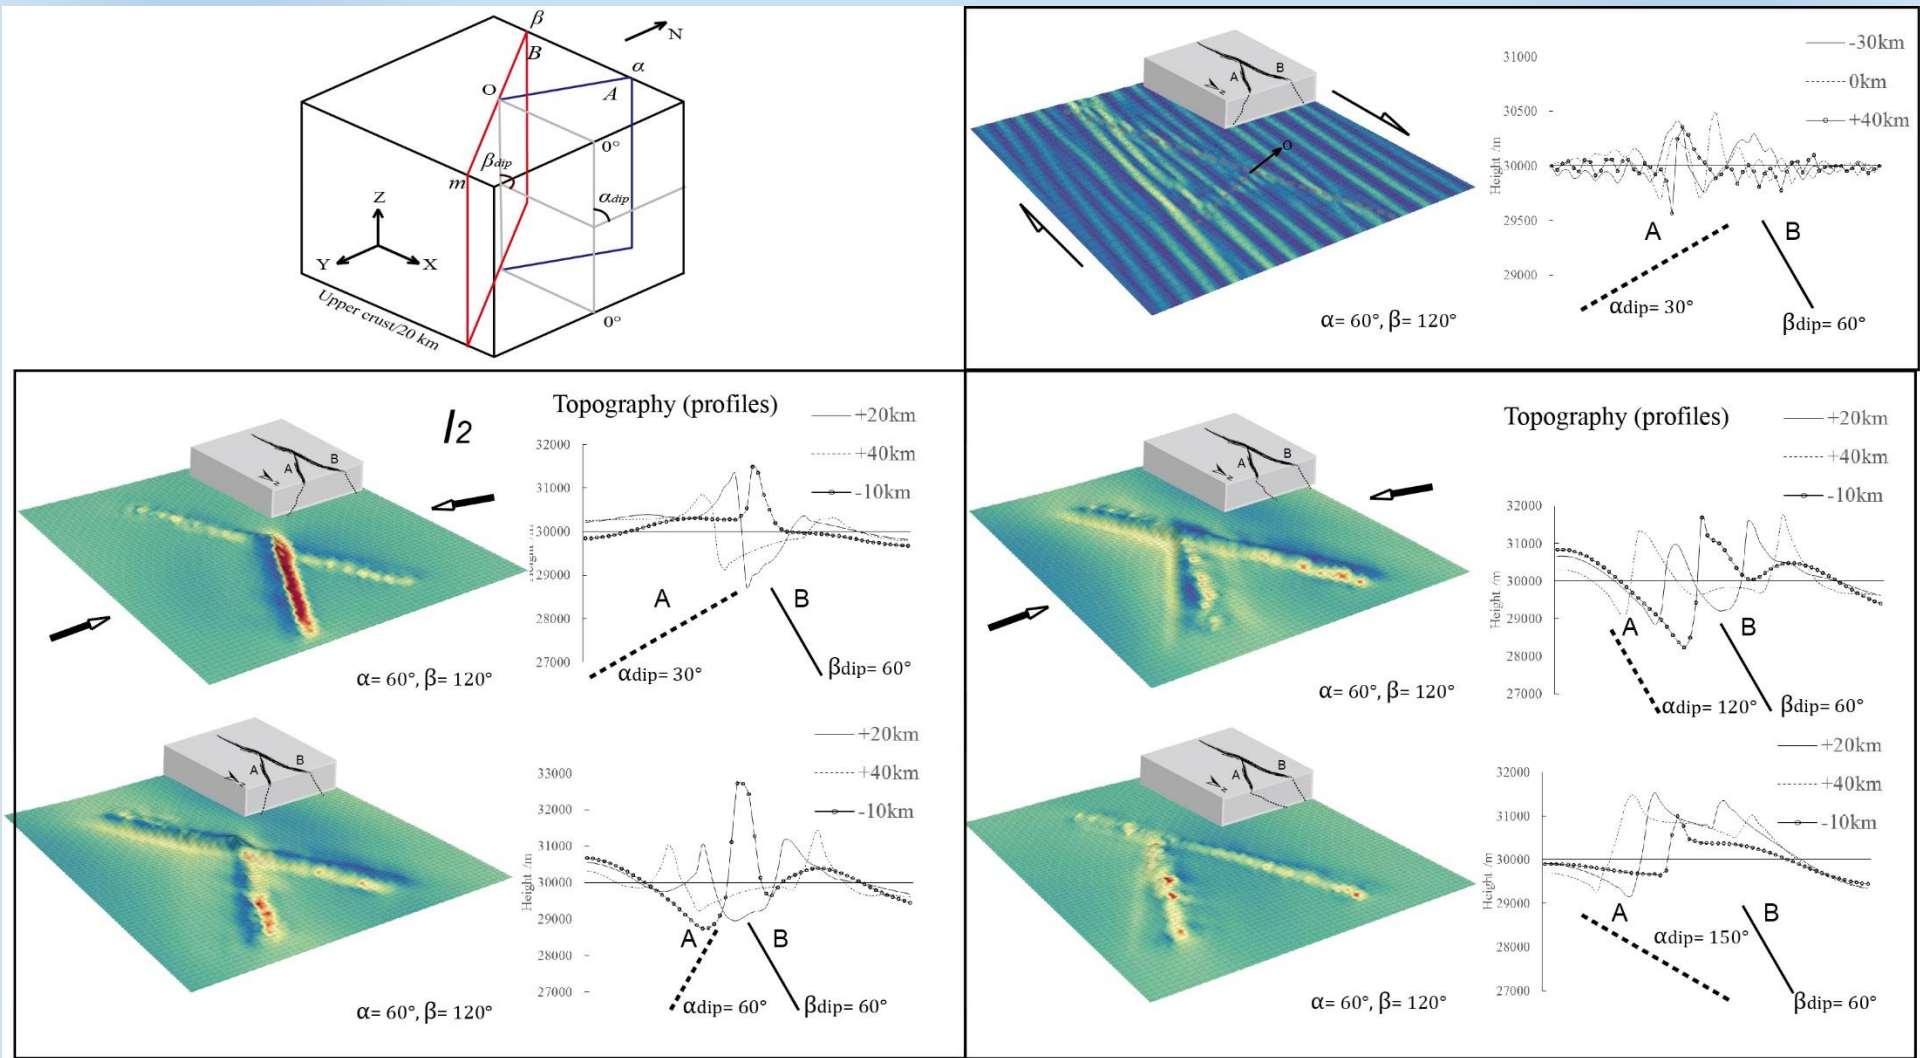 β
B
N
α
A
O
0°
βdip
m
αdip
Z
Y
X
0°
Upper crust/20 km
A
B
O
α= 60°, β= 120°
-30km
0km
+40km
31000
30500
30000
29500
29000
Height /m
A
B
αdip= 30°
βdip= 60°
I2
Topography (profiles)
A
B
N
α= 60°, β= 120°
+20km
+40km
-10km
32000
31000
30000
29000
28000
27000
Height /m
A
B
αdip= 30°
βdip= 60°
A
B
N
α= 60°, β= 120°
+20km
+40km
-10km
33000
32000
31000
30000
29000
28000
27000
Height /m
A
B
αdip= 60°
βdip= 60°
Topography (profiles)
A
B
N
α= 60°, β= 120°
+20km
+40km
-10km
32000
31000
30000
29000
28000
27000
Height /m
A
B
αdip= 120°
βdip= 60°
A
B
N
α= 60°, β= 120°
+20km
+40km
-10km
32000
31000
30000
29000
28000
27000
Height /m
A
B
αdip= 150°
βdip= 60°